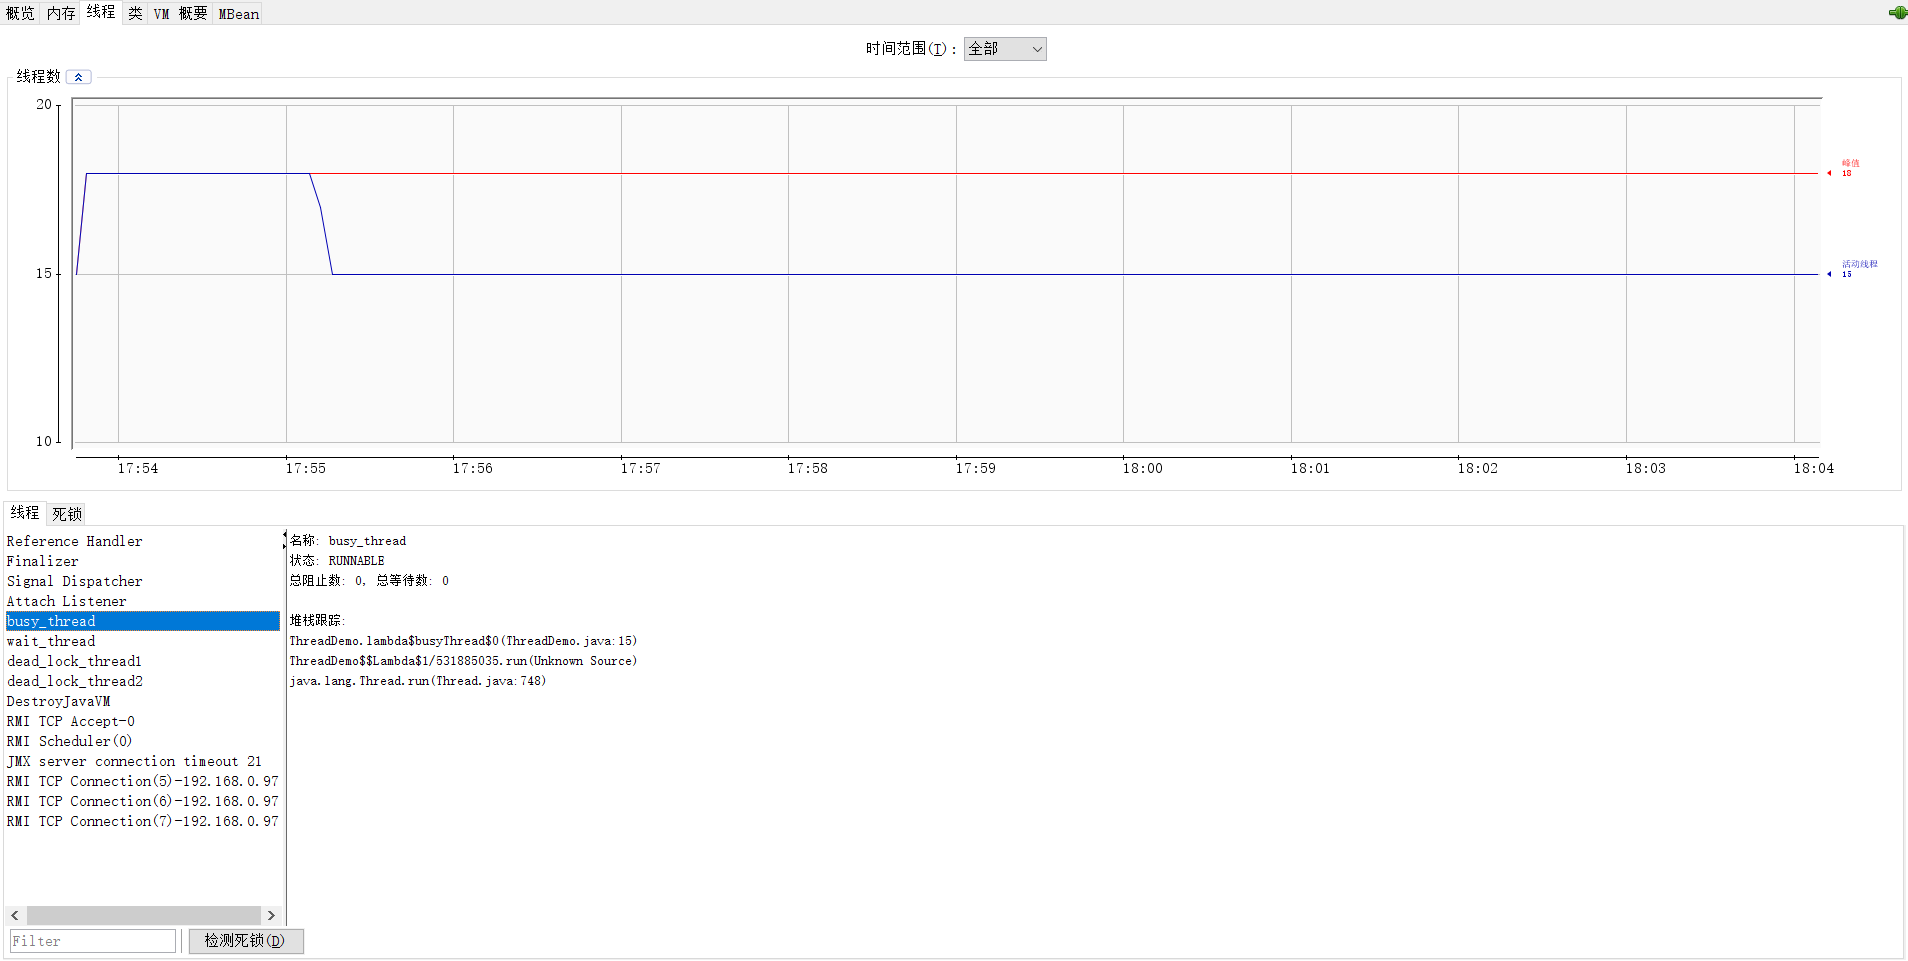 概览 内存 线程 类 VM 概要 MBean
时间范围(T): 全部
线程数
20
15
10
峰值
18
活动线程
15
17:54 17:55 17:56 17:57 17:58 17:59 18:00 18:01 18:02 18:03 18:04
线程 死锁
Reference Handler
Finalizer
Signal Dispatcher
Attach Listener
busy_thread
wait_thread
dead_lock_thread1
dead_lock_thread2
DestroyJavaVM
RMI TCP Accept-0
RMI Scheduler(0)
JMX server connection timeout 21
RMI TCP Connection(5)-192.168.0.97
RMI TCP Connection(6)-192.168.0.97
RMI TCP Connection(7)-192.168.0.97
名称: busy_thread
状态: RUNNABLE
总阻止数: 0, 总等待数: 0
堆栈跟踪:
ThreadDemo.lambda$busyThread$0(ThreadDemo.java:15)
ThreadDemo$$Lambda$1/531885035.run(Unknown Source)
java.lang.Thread.run(Thread.java:748)
Filter
检测死锁(D)